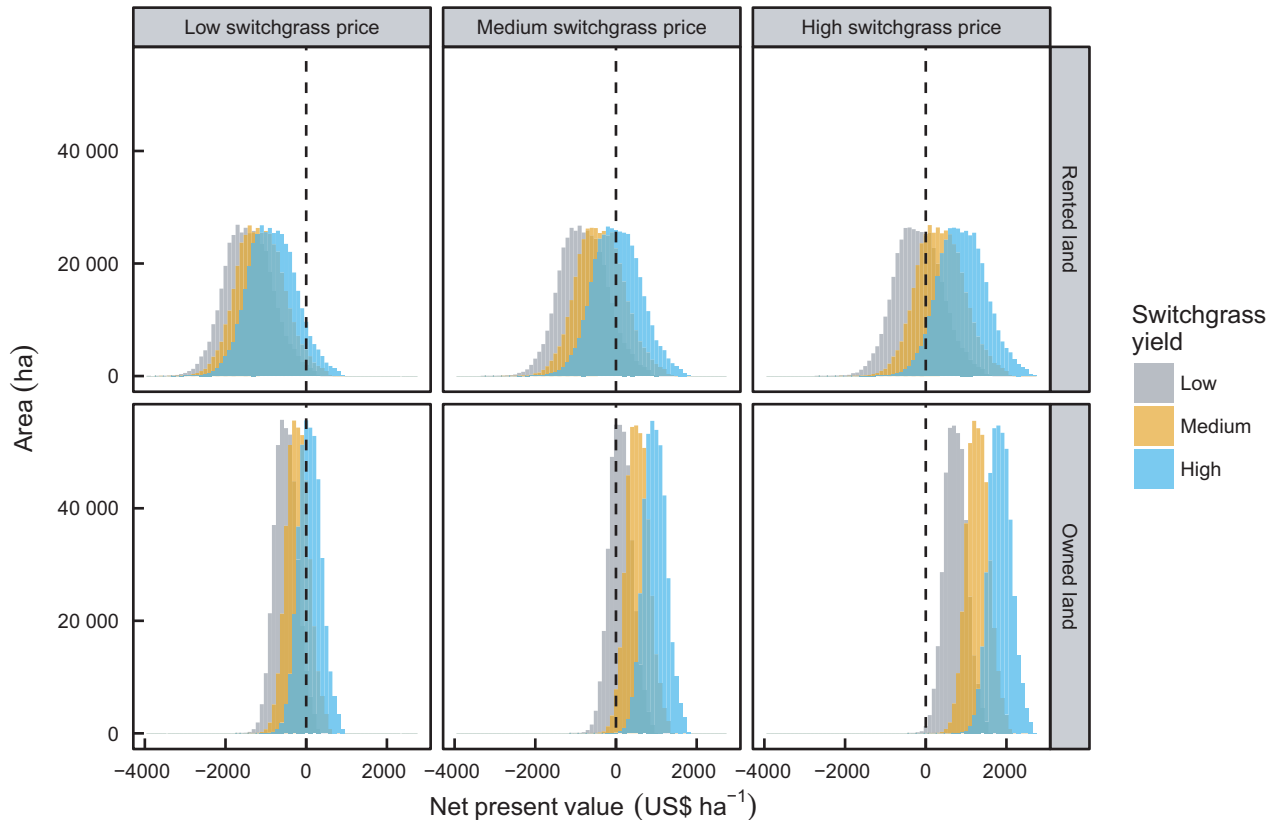 Low switchgrass price
Medium switchgrass price
High switchgrass price
Area (ha)
40 000
20 000
0
Rented land
40 000
20 000
0
Owned land
−4000 −2000 0 2000
−4000 −2000 0 2000
−4000 −2000 0 2000
Net present value (US$ ha⁻¹)
Switchgrass
yield
Low
Medium
High